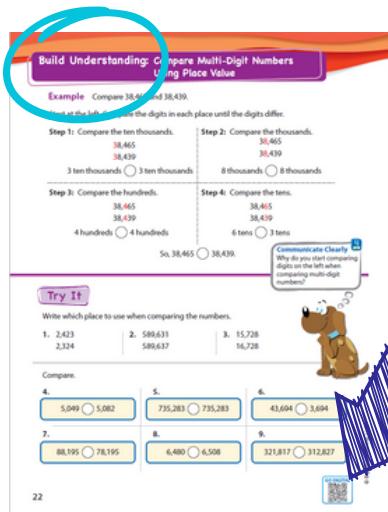 Build Understanding: Compare Multi-Digit Numbers
Using Place Value
Example Compare 38,465 and 38,439.
Start at the left. Compare the digits in each place until the digits differ.
Step 1: Compare the ten thousands.
38,465
38,439
3 ten thousands ◯ 3 ten thousands
Step 2: Compare the thousands.
38,465
38,439
8 thousands ◯ 8 thousands
Step 3: Compare the hundreds.
38,465
38,439
4 hundreds ◯ 4 hundreds
Step 4: Compare the tens.
38,465
38,439
6 tens ◯ 3 tens
So, 38,465 ◯ 38,439.
Communicate Clearly
Why do you start comparing
digits on the left when
comparing multi-digit
numbers?
Try It
Write which place to use when comparing the numbers.
1. 2,423
2,324
2. 589,631
589,637
3. 15,728
16,728
Compare.
4.
5,049 ◯ 5,082
5.
735,283 ◯ 735,283
6.
43,694 ◯ 3,694
7.
88,195 ◯ 78,195
8.
6,480 ◯ 6,508
9.
321,817 ◯ 312,827
22
GO DIGITAL